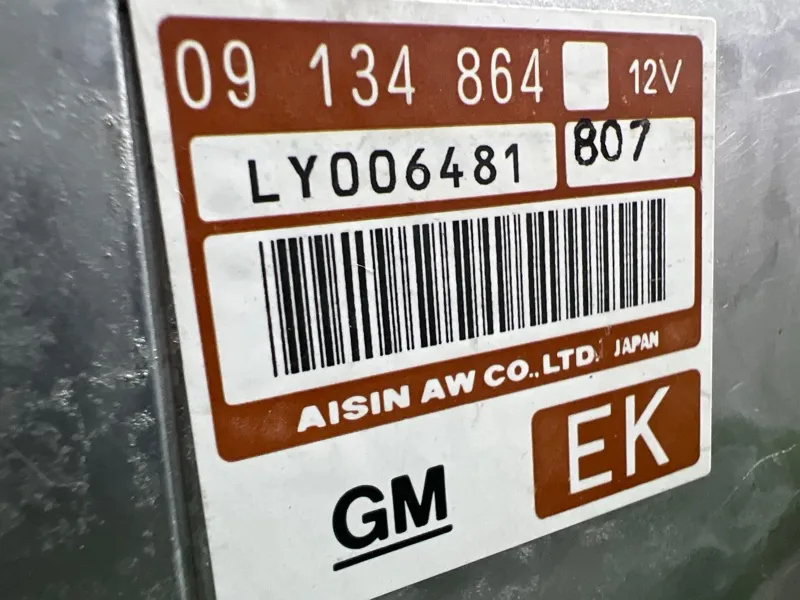 09 134 864 12V
LY006481 807
AISIN AW CO.,LTD. JAPAN
GM EK